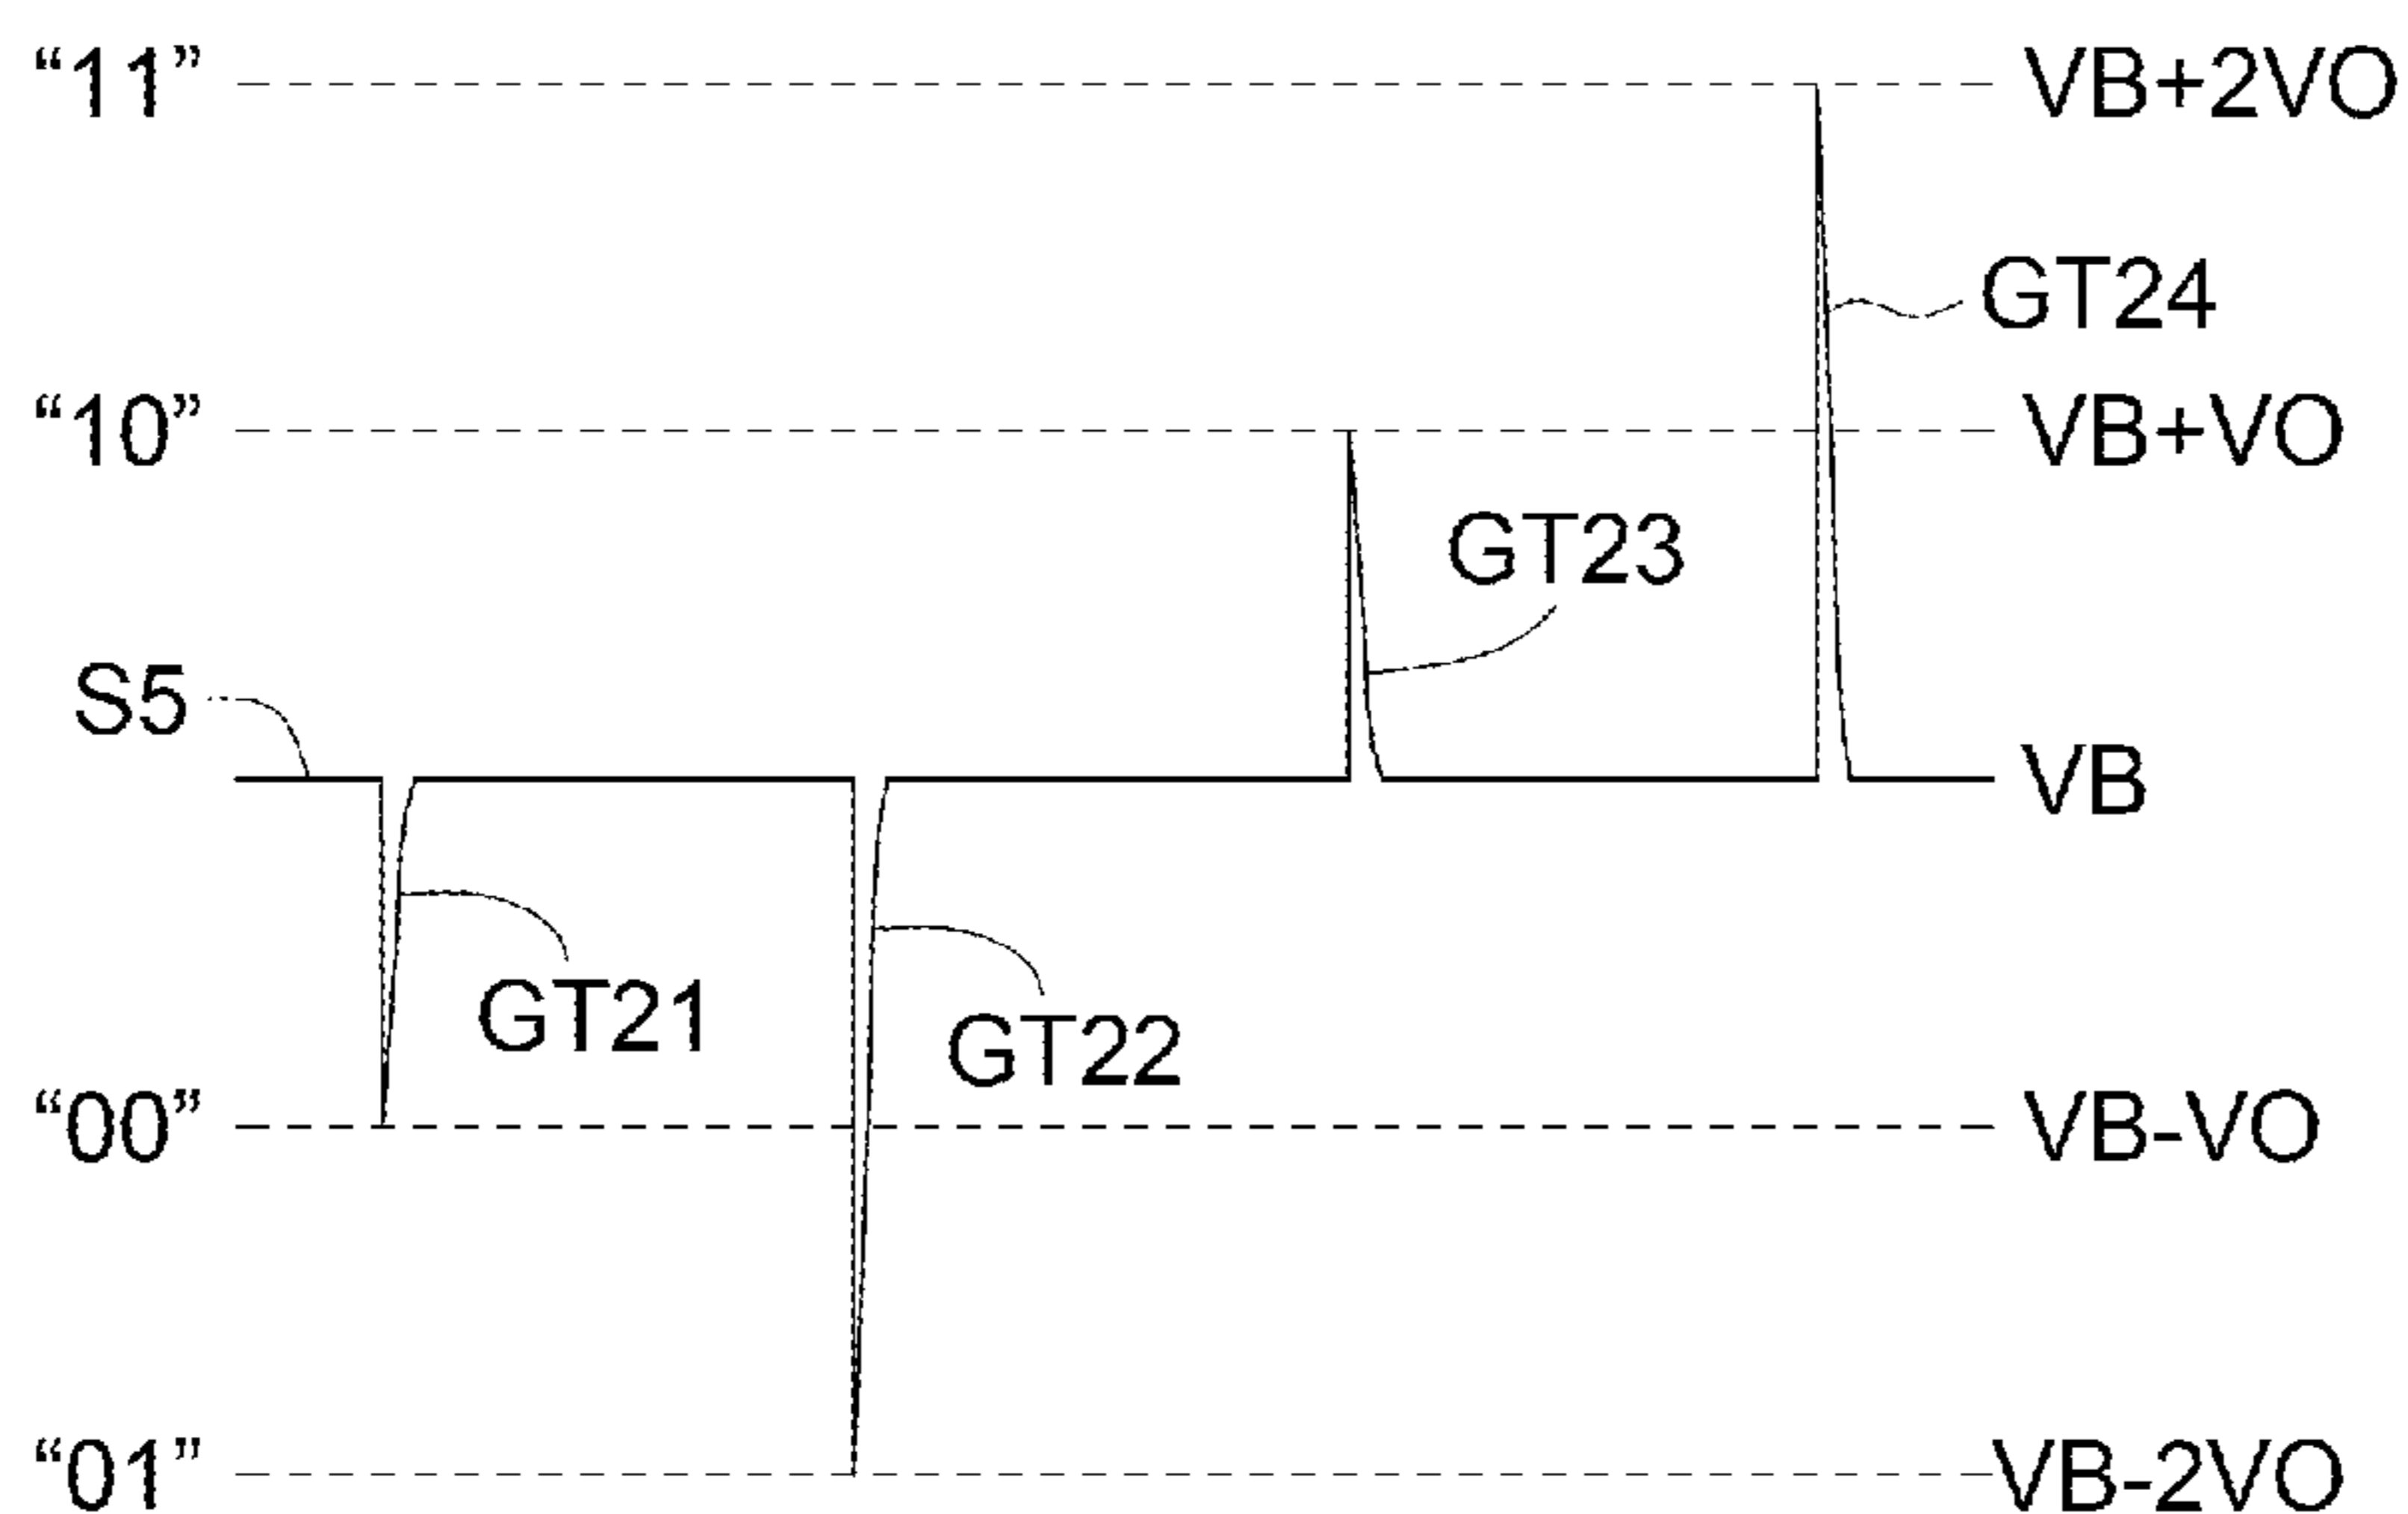 “11” VB+2VO
GT24
“10” VB+VO
GT23
S5
VB
GT21
GT22
“00” VB-VO
“01” VB-2VO